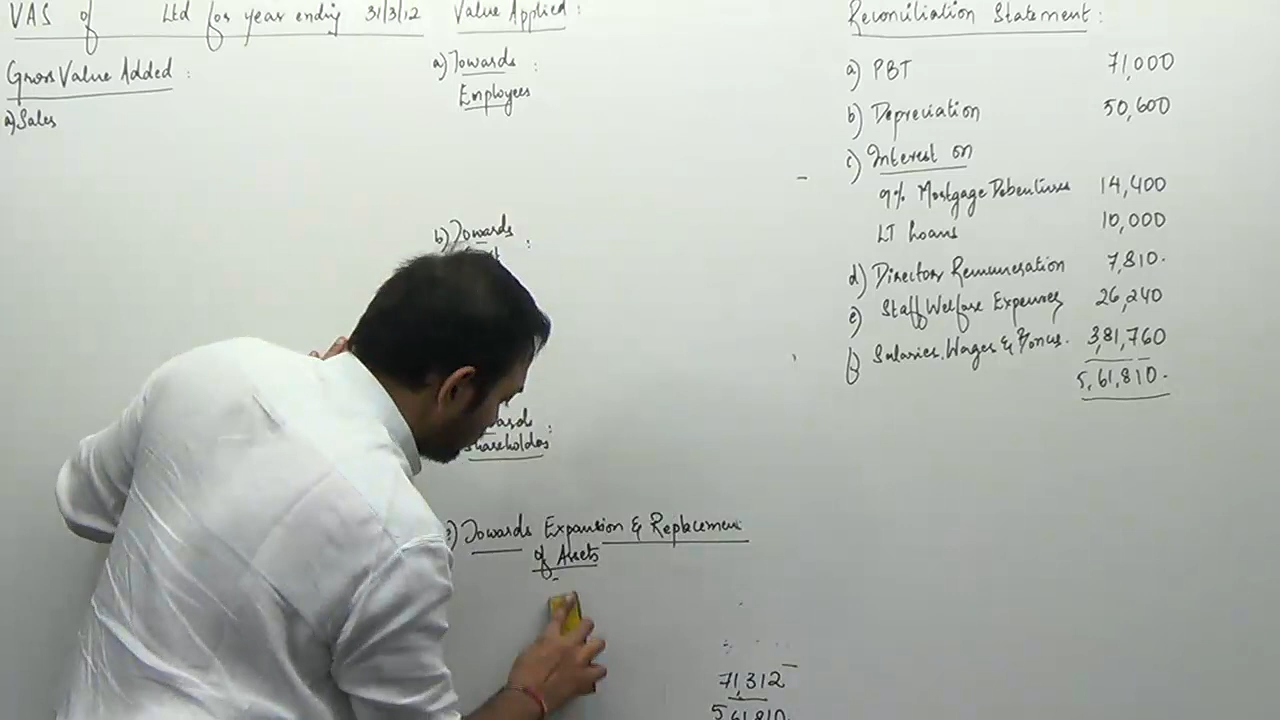 VAS of Ltd for year ending 31/3/12
Gross Value Added :
a) Sales
Value Applied :
a) Towards :
Employees
b) Towards :
Shareholders :
e) Towards Expansion & Replacement
of Assets
71,312
5,61,810.
Reconciliation Statement :
a) PBT 71,000
b) Depreciation 50,600
c) Interest on
9% Mortgage Debentures 14,400
LT Loans 10,000
d) Directors Remuneration 7,810.
e) Staff Welfare Expenses 26,240
f) Salaries, Wages & Bonus. 3,81,760
5,61,810.